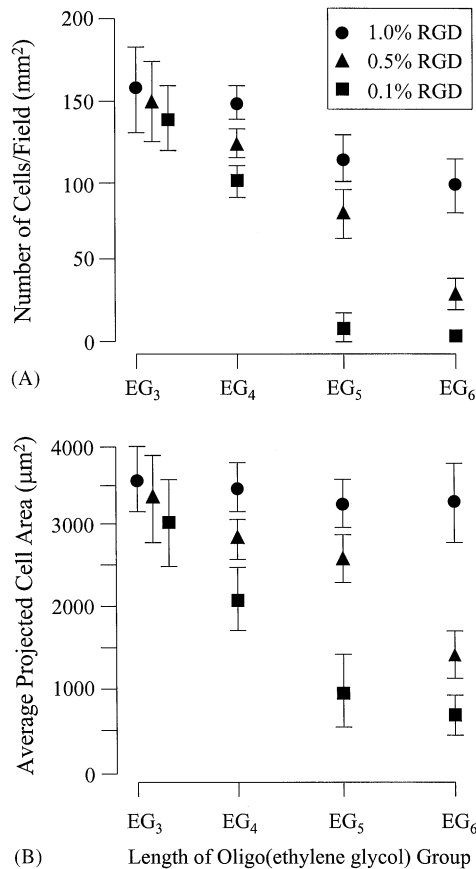 200
150
100
50
0
Number of Cells/Field (mm²)
1.0% RGD
0.5% RGD
0.1% RGD
(A)
EG₃ EG₄ EG₅ EG₆
4000
3000
2000
1000
0
Average Projected Cell Area (µm²)
EG₃ EG₄ EG₅ EG₆
(B) Length of Oligo(ethylene glycol) Group